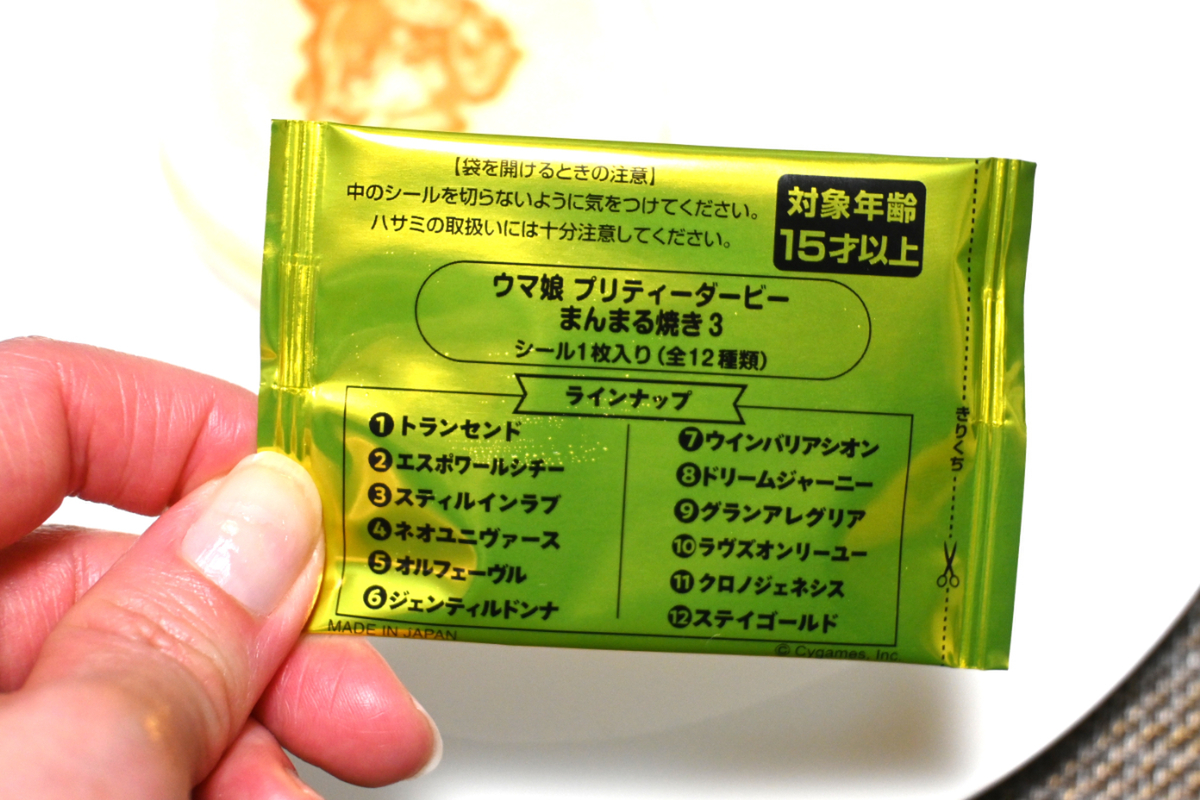 【袋を開けるときの注意】
中のシールを切らないように気をつけてください。
ハサミの取扱いには十分注意してください。
対象年齢
15才以上
ウマ娘 プリティーダービー
まんまる焼き3
シール1枚入り(全12種類)
ラインナップ
❶トランセンド
❷エスポワールシチー
❸スティルインラブ
❹ネオユニヴァース
❺オルフェーヴル
❻ジェンティルドンナ
❼ウインバリアシオン
❽ドリームジャーニー
❾グランアレグリア
❿ラヴズオンリーユー
⓫クロノジェネシス
⓬ステイゴールド
きりくち
MADE IN JAPAN
© Cygames, Inc.